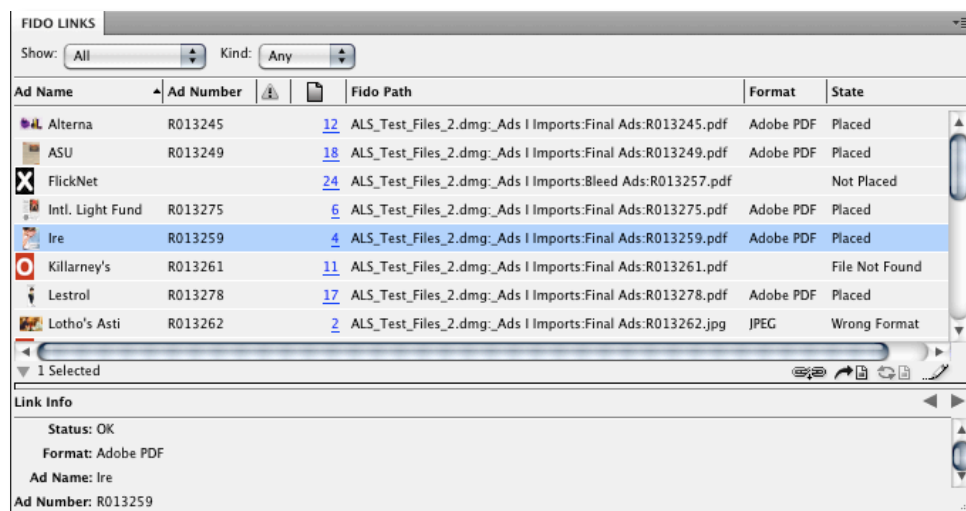 FIDO LINKS
Show: All Kind: Any
Ad Name Ad Number Fido Path Format State
Alterna R013245 12 ALS_Test_Files_2.dmg:_Ads I Imports:Final Ads:R013245.pdf Adobe PDF Placed
ASU R013249 18 ALS_Test_Files_2.dmg:_Ads I Imports:Final Ads:R013249.pdf Adobe PDF Placed
X FlickNet 24 ALS_Test_Files_2.dmg:_Ads I Imports:Bleed Ads:R013257.pdf Not Placed
Intl. Light Fund R013275 6 ALS_Test_Files_2.dmg:_Ads I Imports:Final Ads:R013275.pdf Adobe PDF Placed
Ire R013259 4 ALS_Test_Files_2.dmg:_Ads I Imports:Final Ads:R013259.pdf Adobe PDF Placed
O Killarney's R013261 11 ALS_Test_Files_2.dmg:_Ads I Imports:Final Ads:R013261.pdf File Not Found
Lestrol R013278 17 ALS_Test_Files_2.dmg:_Ads I Imports:Final Ads:R013278.pdf Adobe PDF Placed
Lotho's Asti R013262 2 ALS_Test_Files_2.dmg:_Ads I Imports:Final Ads:R013262.jpg JPEG Wrong Format
1 Selected
Link Info
Status: OK
Format: Adobe PDF
Ad Name: Ire
Ad Number: R013259